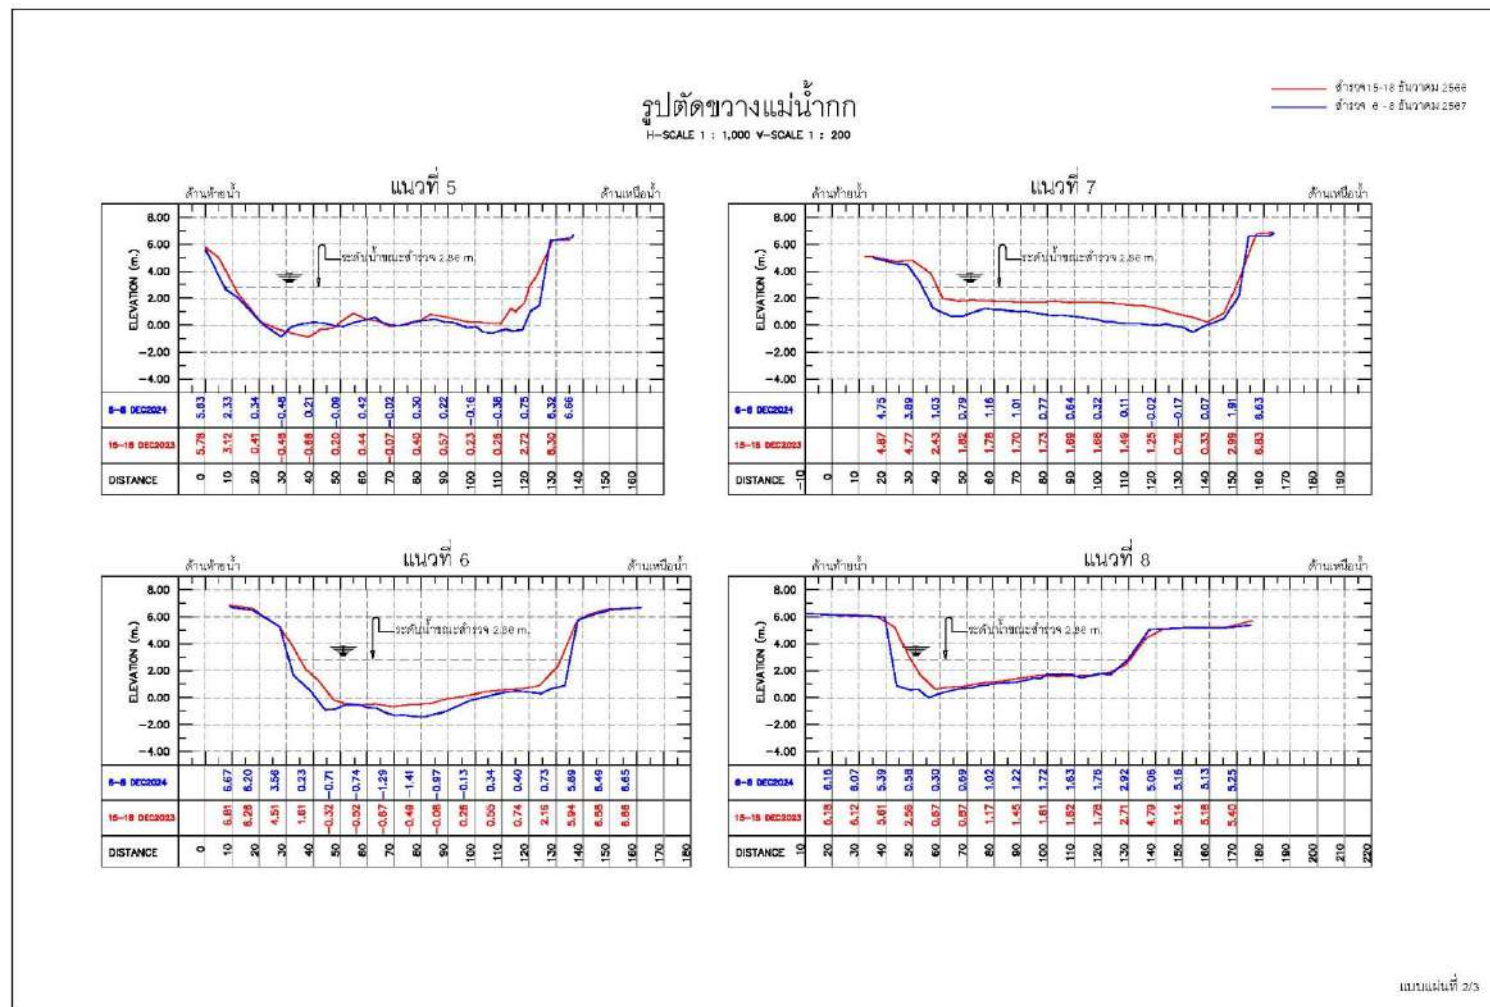 สำรวจ 15-18 ธันวาคม 2566
สำรวจ 6 -8 ธันวาคม 2567
รูปตัดขวางแม่น้ำกก
H-SCALE 1 : 1,000 V-SCALE 1 : 200
แนวที่ 5
ด้านท้ายน้ำ
ด้านเหนือน้ำ
ELEVATION (m.)
8.00
6.00
4.00
2.00
0.00
-2.00
-4.00
ระดับน้ำขณะสำรวจ 2.86 m.
6-8 DEC2024 5.63 2.33 0.34 -0.48 0.21 -0.09 0.42 -0.02 0.30 0.22 -0.16 -0.38 0.75 6.32 6.66
15-18 DEC2023 5.78 3.12 0.41 -0.48 -0.68 0.20 0.44 -0.07 0.40 0.57 0.23 0.28 2.72 6.30
DISTANCE 0 10 20 30 40 50 60 70 80 90 100 110 120 130 140 150 160
แนวที่ 7
ด้านท้ายน้ำ
ด้านเหนือน้ำ
ELEVATION (m.)
8.00
6.00
4.00
2.00
0.00
-2.00
-4.00
ระดับน้ำขณะสำรวจ 2.86 m.
6-8 DEC2024 4.75 3.89 1.03 0.79 1.16 1.01 0.77 0.64 0.32 0.11 -0.02 -0.17 0.07 1.91 6.63
15-18 DEC2023 4.87 4.77 2.43 1.82 1.78 1.70 1.73 1.69 1.68 1.49 1.25 0.78 0.33 2.99 6.83
DISTANCE -10 0 10 20 30 40 50 60 70 80 90 100 110 120 130 140 150 160 170 180 190
แนวที่ 6
ด้านท้ายน้ำ
ด้านเหนือน้ำ
ELEVATION (m.)
8.00
6.00
4.00
2.00
0.00
-2.00
-4.00
ระดับน้ำขณะสำรวจ 2.86 m.
6-8 DEC2024 6.67 6.20 3.56 0.23 -0.71 -0.74 -1.29 -1.41 -0.97 -0.13 0.34 0.40 0.73 5.89 6.49 6.65
15-18 DEC2023 6.81 6.28 4.51 1.61 -0.32 -0.52 -0.67 -0.49 -0.08 0.28 0.55 0.74 2.16 5.94 6.58 6.68
DISTANCE 0 10 20 30 40 50 60 70 80 90 100 110 120 130 140 150 160 170 180
แนวที่ 8
ด้านท้ายน้ำ
ด้านเหนือน้ำ
ELEVATION (m.)
8.00
6.00
4.00
2.00
0.00
-2.00
-4.00
ระดับน้ำขณะสำรวจ 2.86 m.
6-8 DEC2024 6.16 6.07 5.39 0.58 0.30 0.69 1.02 1.22 1.72 1.63 1.76 2.92 5.06 5.16 5.13 5.25
15-18 DEC2023 6.18 6.12 5.61 2.56 0.67 0.87 1.17 1.45 1.61 1.62 1.78 2.71 4.79 5.14 5.18 5.40
DISTANCE 10 20 30 40 50 60 70 80 90 100 110 120 130 140 150 160 170 180 190 200 210 220
แบบแผ่นที่ 2/3